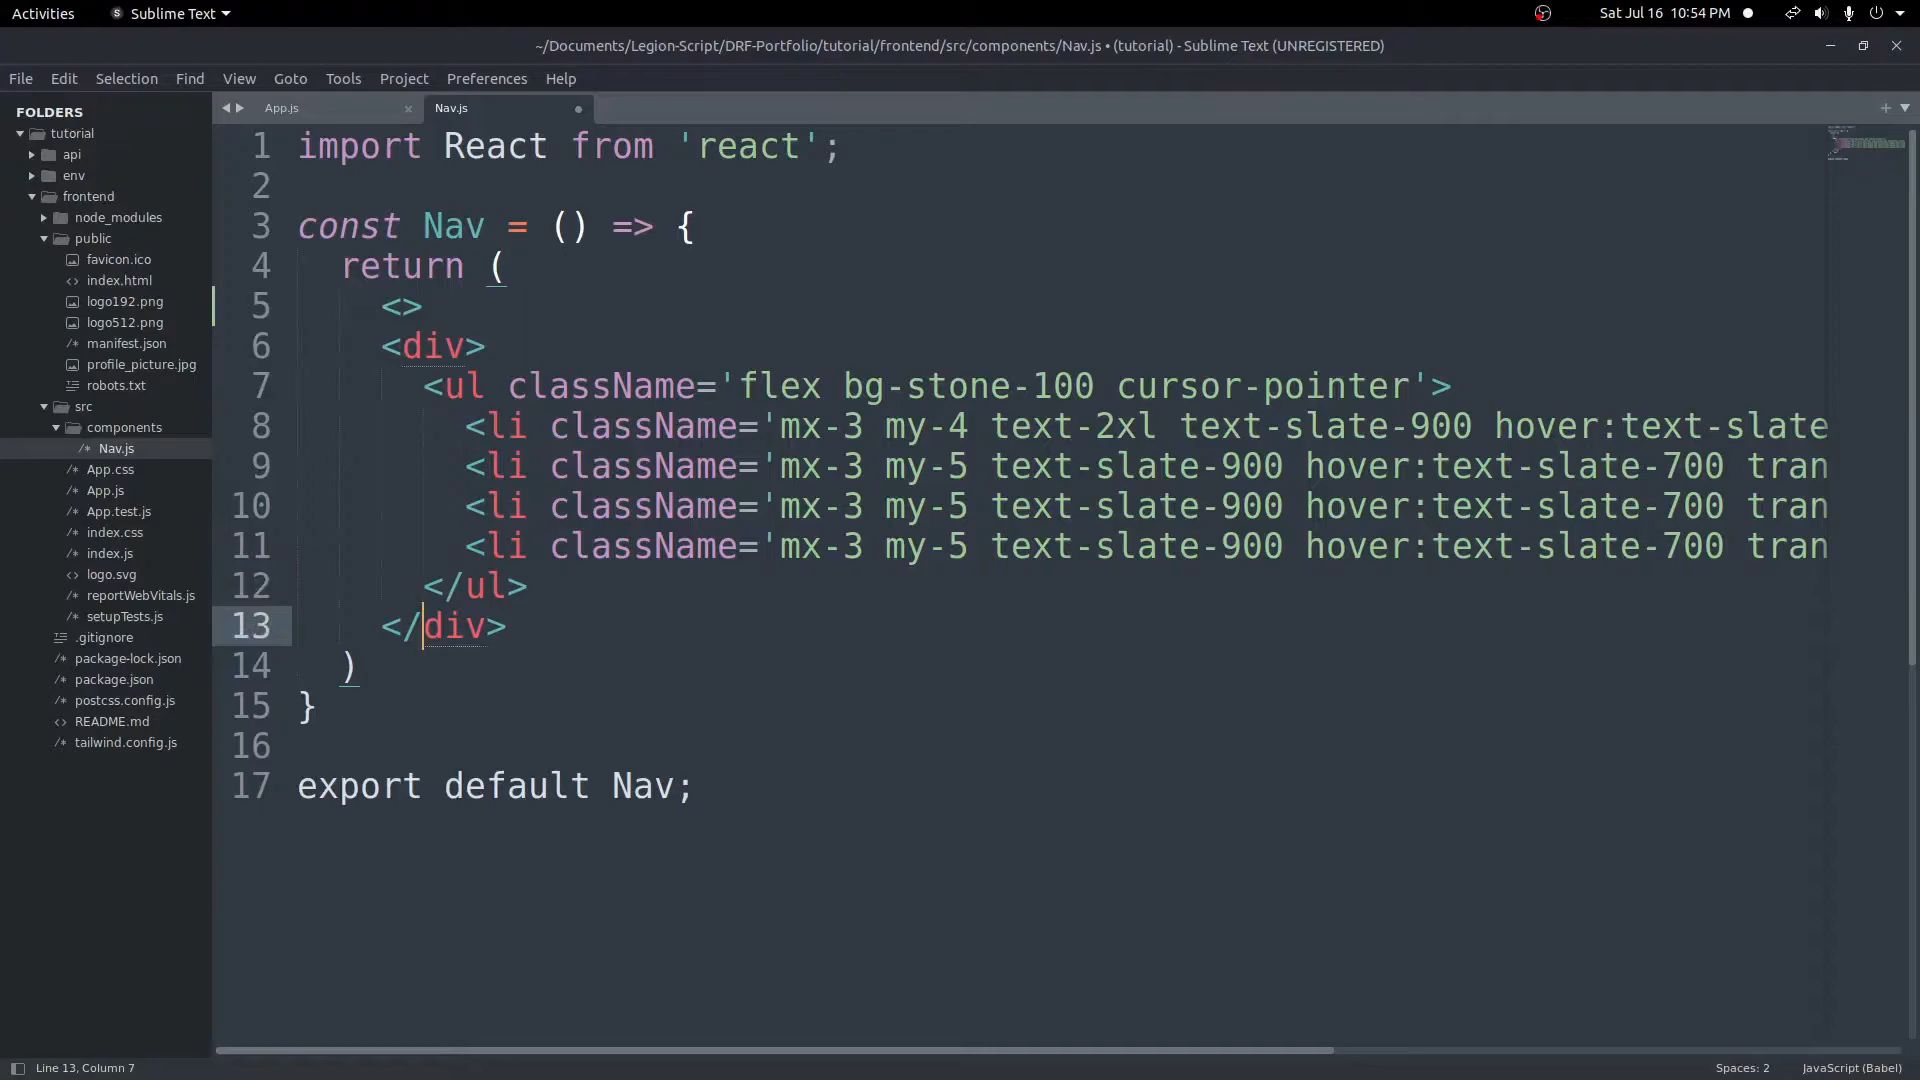 Activities
Sublime Text
Sat Jul 16 10:54 PM
~/Documents/Legion-Script/DRF-Portfolio/tutorial/frontend/src/components/Nav.js • (tutorial) - Sublime Text (UNREGISTERED)
File Edit Selection Find View Goto Tools Project Preferences Help
FOLDERS
tutorial
api
env
frontend
node_modules
public
favicon.ico
index.html
logo192.png
logo512.png
manifest.json
profile_picture.jpg
robots.txt
src
components
Nav.js
App.css
App.js
App.test.js
index.css
index.js
logo.svg
reportWebVitals.js
setupTests.js
.gitignore
package-lock.json
package.json
postcss.config.js
README.md
tailwind.config.js
App.js
Nav.js
1 import React from 'react';
2
3 const Nav = () => {
4 return (
5 <>
6 <div>
7 <ul className='flex bg-stone-100 cursor-pointer'>
8 <li className='mx-3 my-4 text-2xl text-slate-900 hover:text-slate
9 <li className='mx-3 my-5 text-slate-900 hover:text-slate-700 tran
10 <li className='mx-3 my-5 text-slate-900 hover:text-slate-700 tran
11 <li className='mx-3 my-5 text-slate-900 hover:text-slate-700 tran
12 </ul>
13 </div>
14 )
15 }
16
17 export default Nav;
Line 13, Column 7
Spaces: 2
JavaScript (Babel)